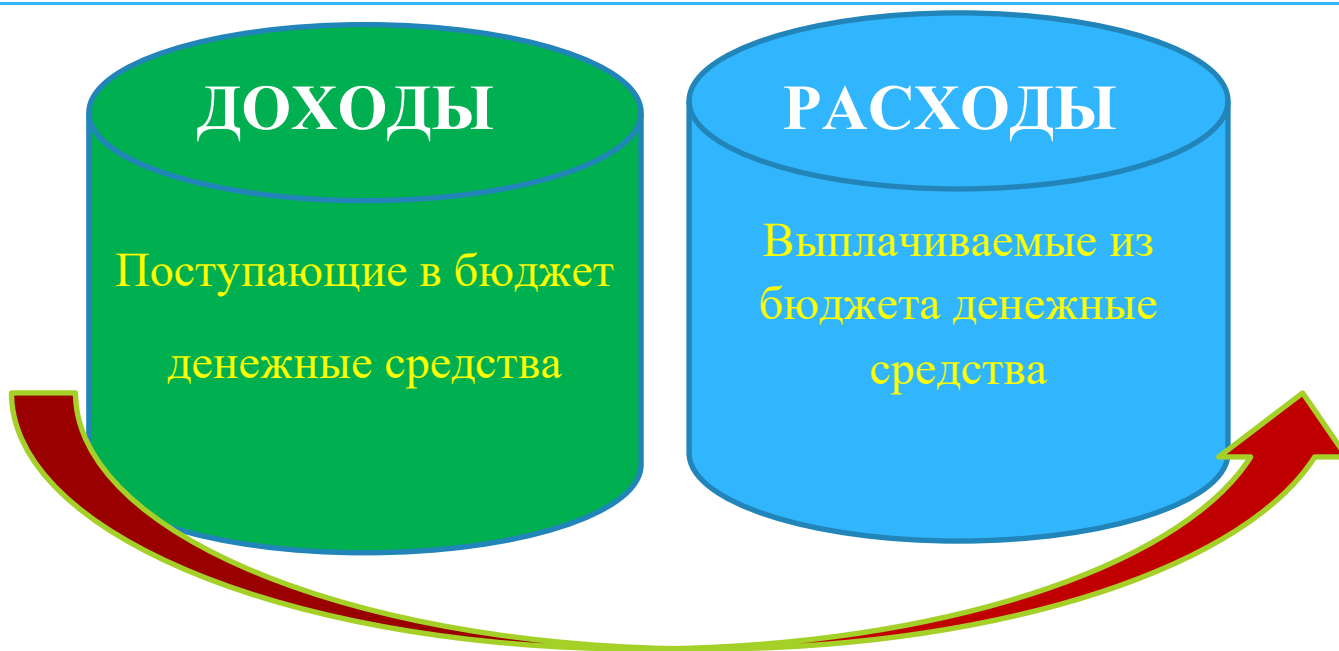 ДОХОДЫ
Поступающие в бюджет
денежные средства
РАСХОДЫ
Выплачиваемые из
бюджета денежные
средства